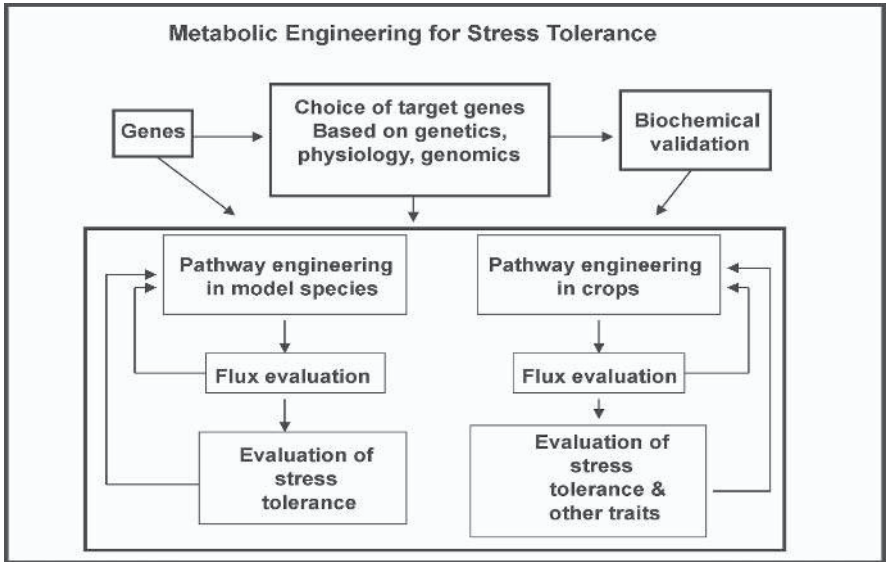 Metabolic Engineering for Stress Tolerance
Genes
Choice of target genes
Based on genetics,
physiology, genomics
Biochemical
validation
Pathway engineering
in model species
Flux evaluation
Evaluation of
stress
tolerance
Pathway engineering
in crops
Flux evaluation
Evaluation of
stress
tolerance &
other traits